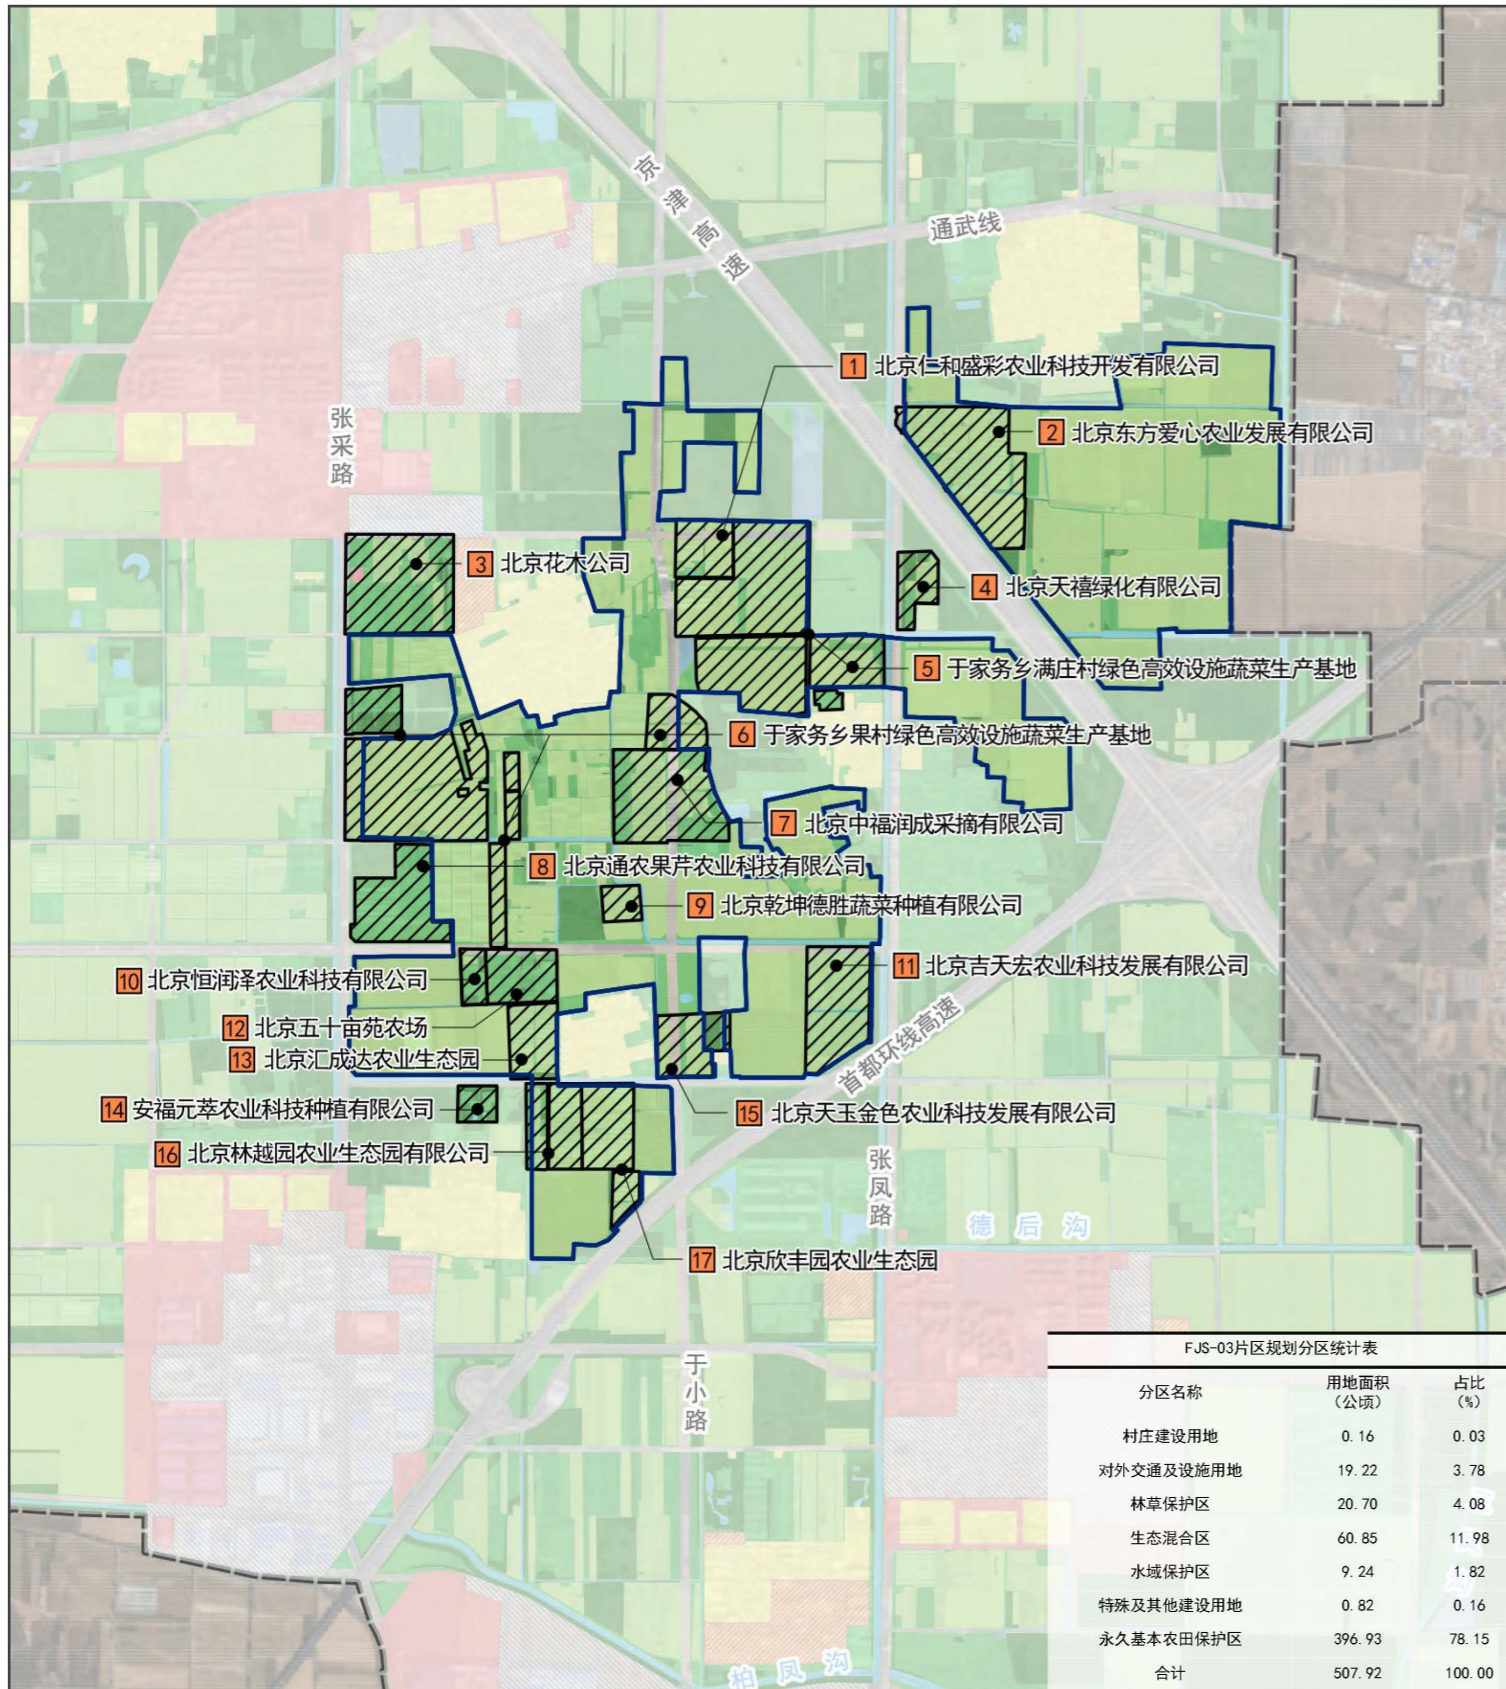 京津高速
通武线
1 北京仁和盛彩农业科技开发有限公司
张采路
2 北京东方爱心农业发展有限公司
3 北京花木公司
4 北京天禧绿化有限公司
5 于家务乡满庄村绿色高效设施蔬菜生产基地
6 于家务乡果村绿色高效设施蔬菜生产基地
7 北京中福润成采摘有限公司
8 北京通农果芹农业科技有限公司
9 北京乾坤德胜蔬菜种植有限公司
10 北京恒润泽农业科技有限公司
11 北京吉天宏农业科技发展有限公司
12 北京五十亩苑农场
13 北京汇成达农业生态园
首都环线高速
14 安福元萃农业科技种植有限公司
15 北京天玉金色农业科技发展有限公司
16 北京林越园农业生态园有限公司
张凤路
德后沟
17 北京欣丰园农业生态园
于小路
FJS-03片区规划分区统计表
分区名称 用地面积（公顷） 占比（%）
村庄建设用地 0.16 0.03
对外交通及设施用地 19.22 3.78
林草保护区 20.70 4.08
生态混合区 60.85 11.98
水域保护区 9.24 1.82
特殊及其他建设用地 0.82 0.16
永久基本农田保护区 396.93 78.15
合计 507.92 100.00
柏凤沟